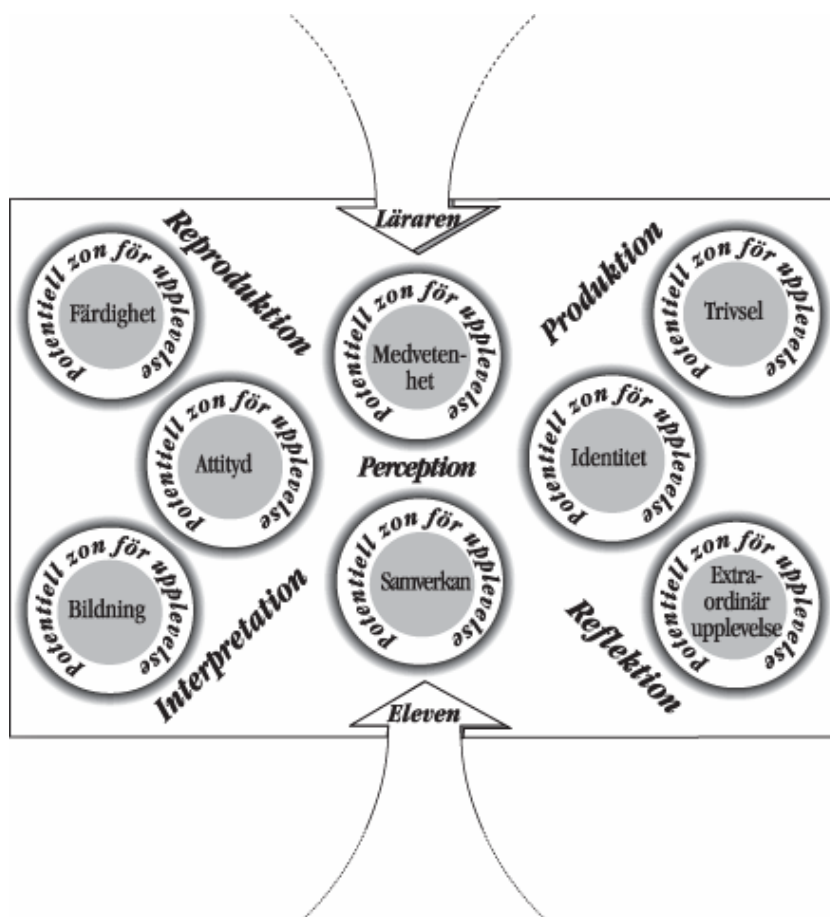 Läraren
Reproduktion
Produktion
Potentiell zon för upplevelse
Färdighet
Potentiell zon för upplevelse
Medveten-
het
Potentiell zon för upplevelse
Trivsel
Potentiell zon för upplevelse
Attityd
Perception
Potentiell zon för upplevelse
Identitet
Potentiell zon för upplevelse
Bildning
Potentiell zon för upplevelse
Samverkan
Potentiell zon för upplevelse
Extra-
ordinär
upplevelse
Interpretation
Reflektion
Eleven